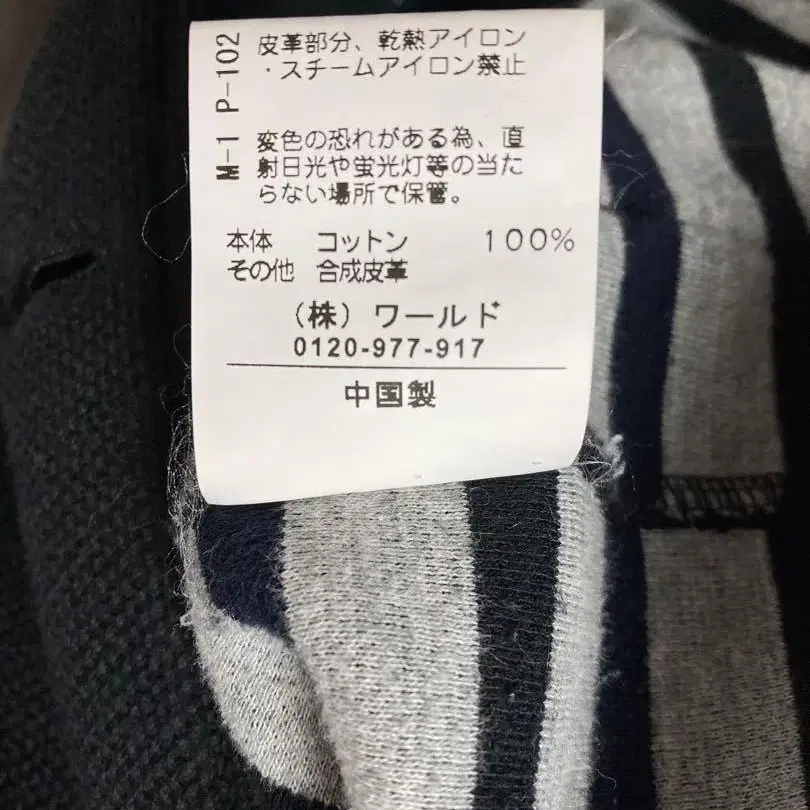 M-1 P-102
皮革部分、乾熱アイロン
・スチームアイロン禁止
変色の恐れがある為、直
射日光や蛍光灯等の当た
らない場所で保管。
本体 コットン 100%
その他 合成皮革
(株)ワールド
0120-977-917
中国製